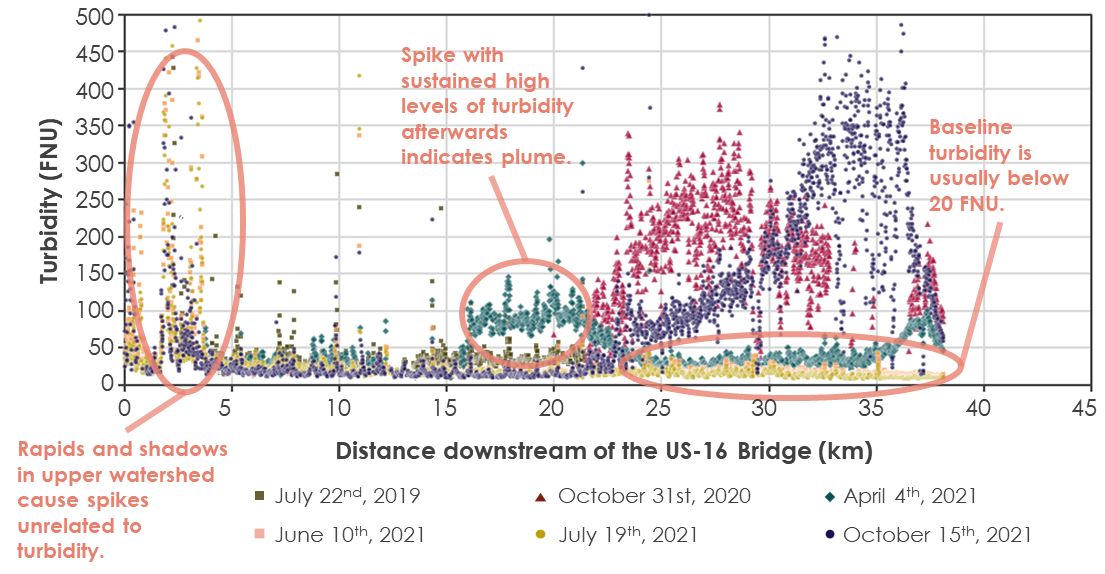 500
450
400
350
300
250
200
150
100
50
0
Turbidity (FNU)
Spike with
sustained high
levels of turbidity
afterwards
indicates plume.
Baseline
turbidity is
usually below
20 FNU.
0 5 10 15 20 25 30 35 40 45
Distance downstream of the US-16 Bridge (km)
Rapids and shadows
in upper watershed
cause spikes
unrelated to
turbidity.
July 22nd, 2019 October 31st, 2020 April 4th, 2021
June 10th, 2021 July 19th, 2021 October 15th, 2021